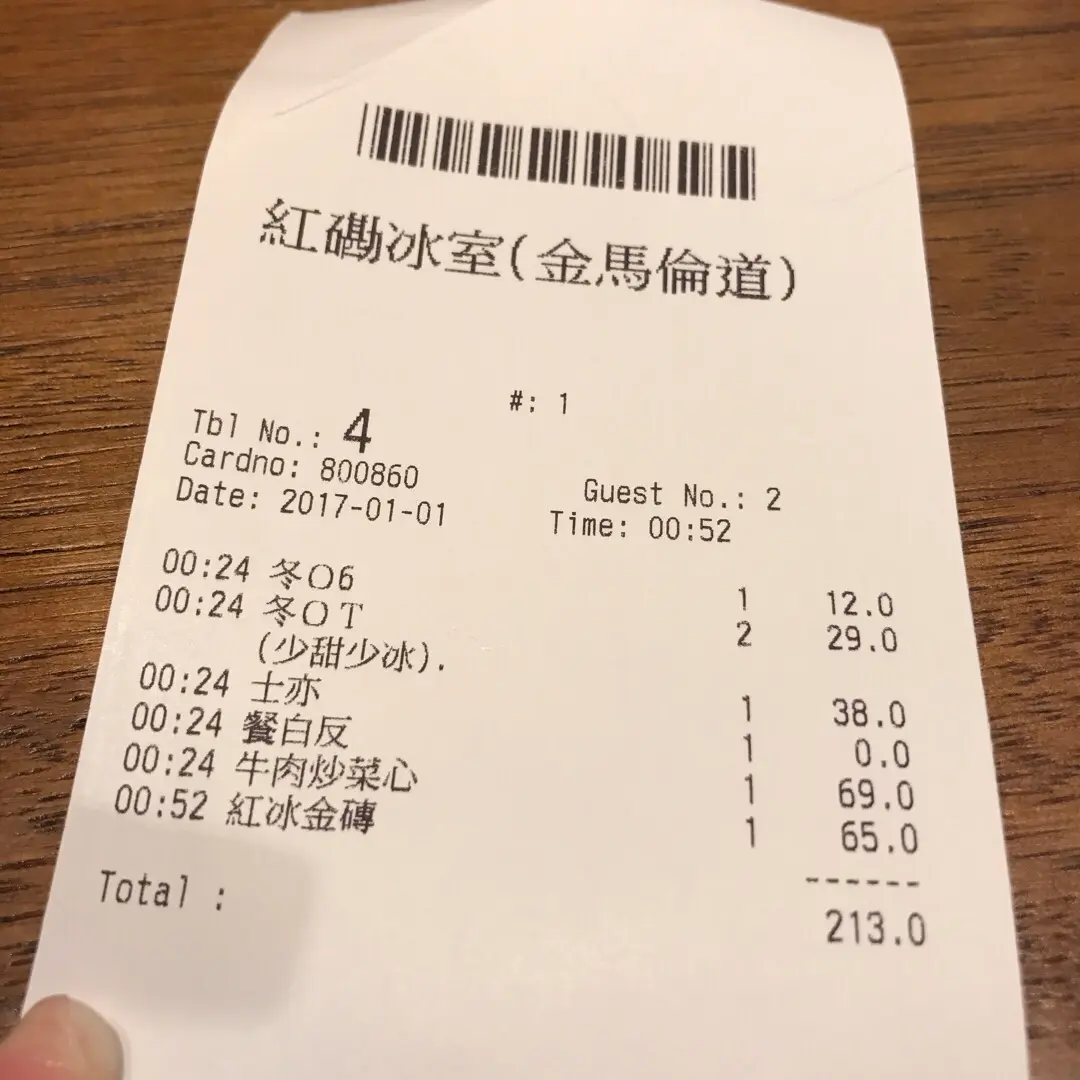 紅磡冰室(金馬倫道)
#: 1
Tbl No.: 4
Cardno: 800860 Guest No.: 2
Date: 2017-01-01 Time: 00:52
00:24 冬O6 1 12.0
00:24 冬OT 2 29.0
(少甜少冰).
00:24 士亦 1 38.0
00:24 餐白反 1 0.0
00:24 牛肉炒菜心 1 69.0
00:52 紅冰金磚 1 65.0
------
Total : 213.0